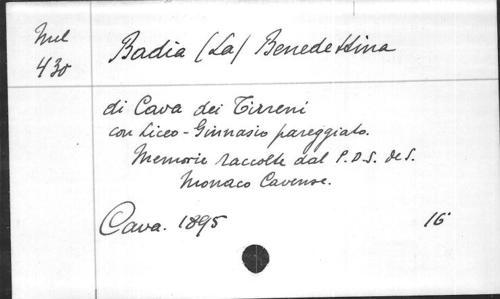 Mel
430
Badia (La) Benedettina
di Cava dei Tirreni
con Liceo-Ginnasio pareggiato.
Memorie raccolte dal P. D. S. de S.
Monaco Cavense.
Cava. 1895 16°